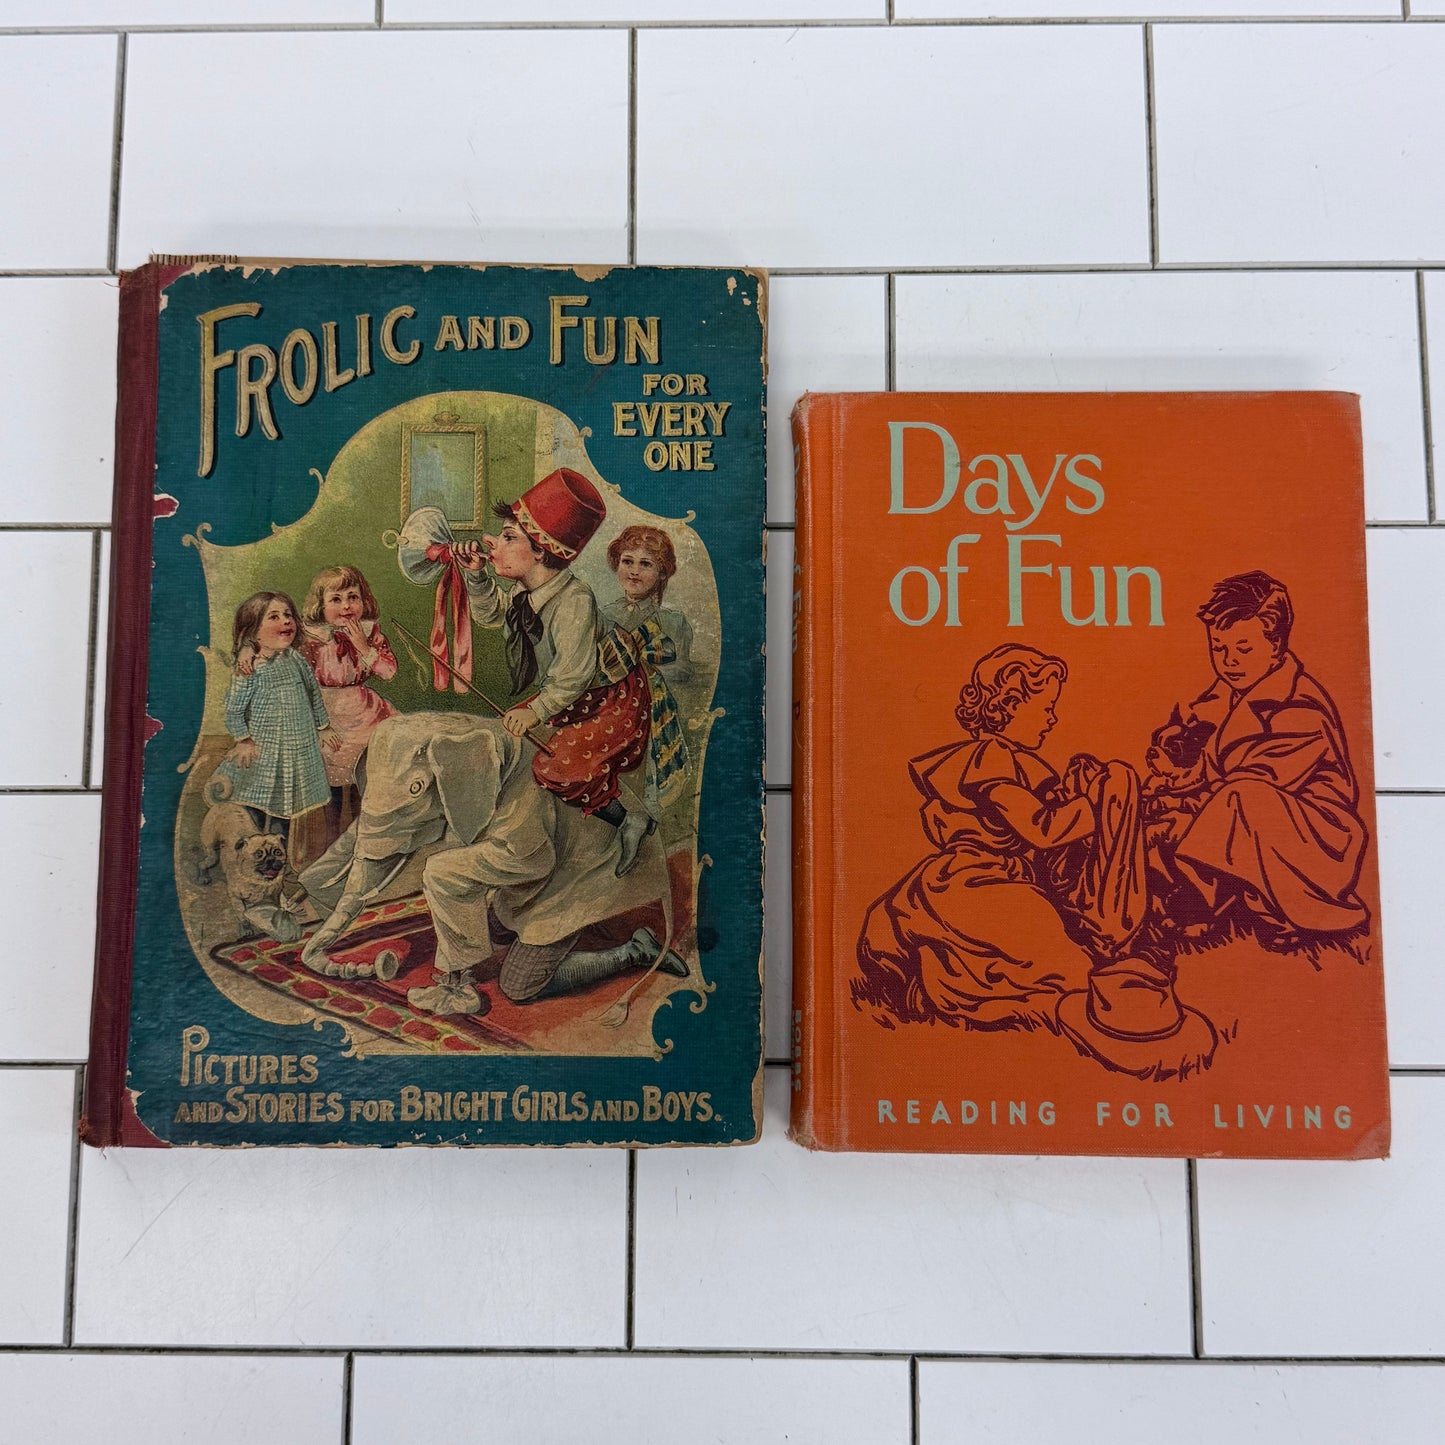 FROLIC AND FUN
FOR
EVERY
ONE
PICTURES
AND STORIES FOR BRIGHT GIRLS AND BOYS.
Days
of Fun
READING FOR LIVING